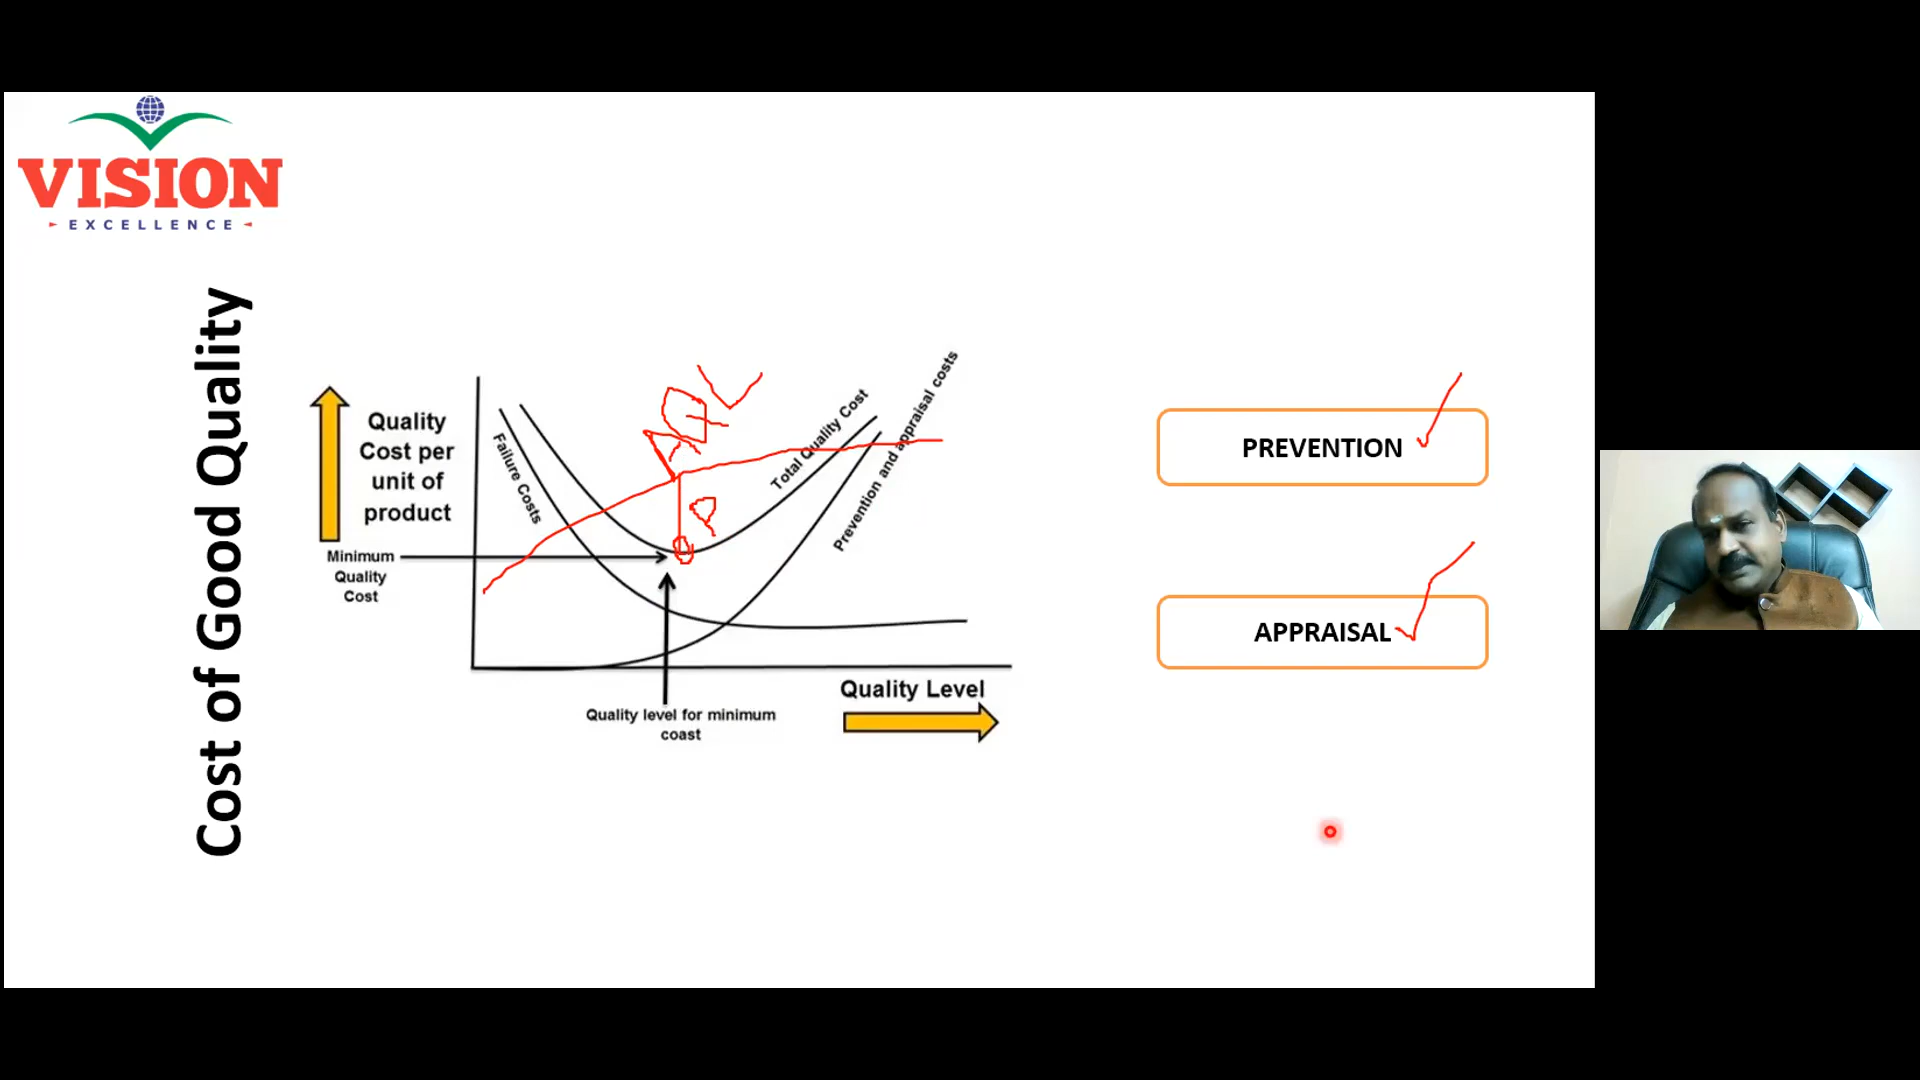 VISION
EXCELLENCE
Cost of Good Quality
Quality
Cost per
unit of
product
Minimum
Quality
Cost
Failure Costs
Total Quality Cost
Prevention and appraisal costs
Quality Level
Quality level for minimum
coast
PREVENTION
APPRAISAL